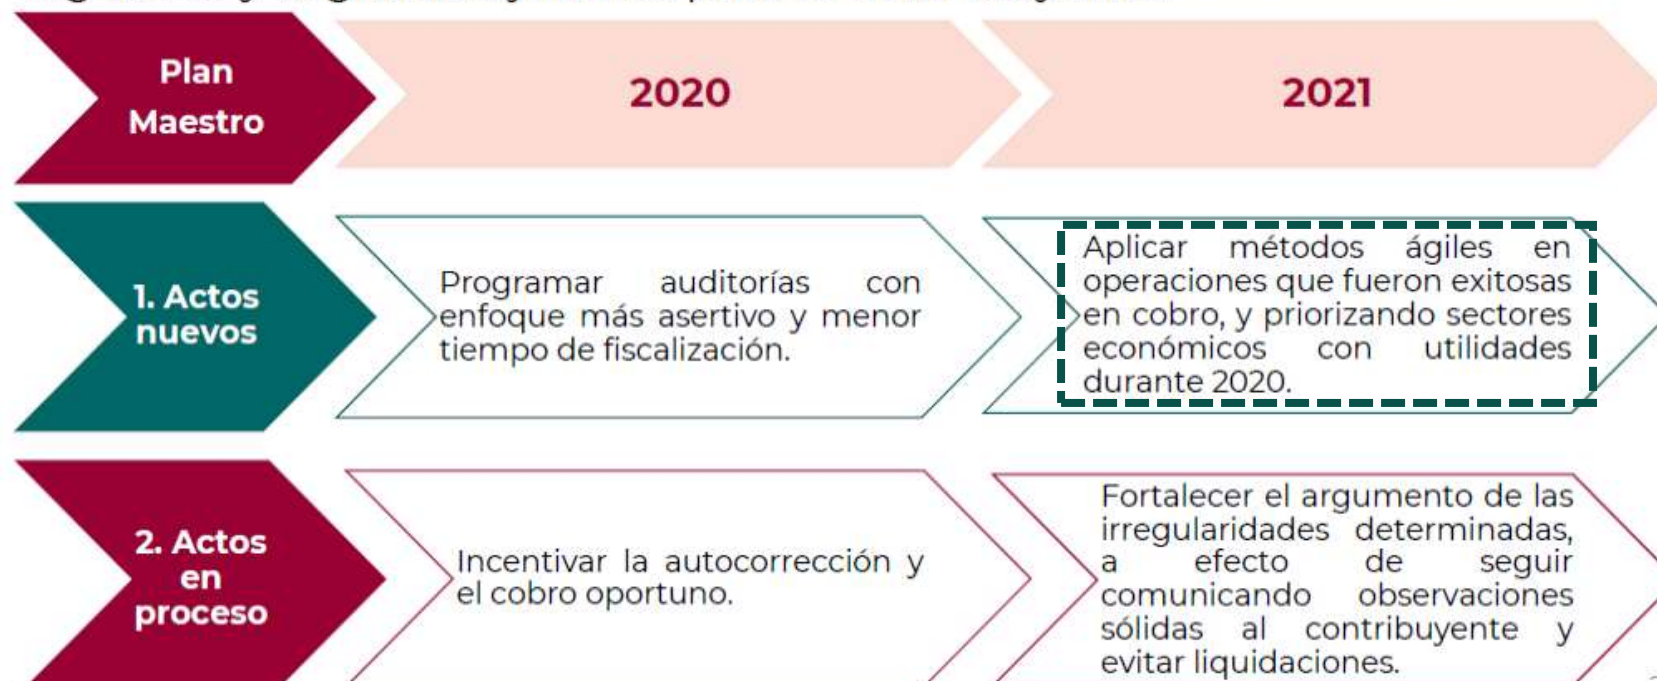 Plan
Maestro
2020
2021
1. Actos
nuevos
Programar auditorías con
enfoque más asertivo y menor
tiempo de fiscalización.
Aplicar métodos ágiles en
operaciones que fueron exitosas
en cobro, y priorizando sectores
económicos con utilidades
durante 2020.
2. Actos
en
proceso
Incentivar la autocorrección y
el cobro oportuno.
Fortalecer el argumento de las
irregularidades determinadas,
a efecto de seguir
comunicando observaciones
sólidas al contribuyente y
evitar liquidaciones.